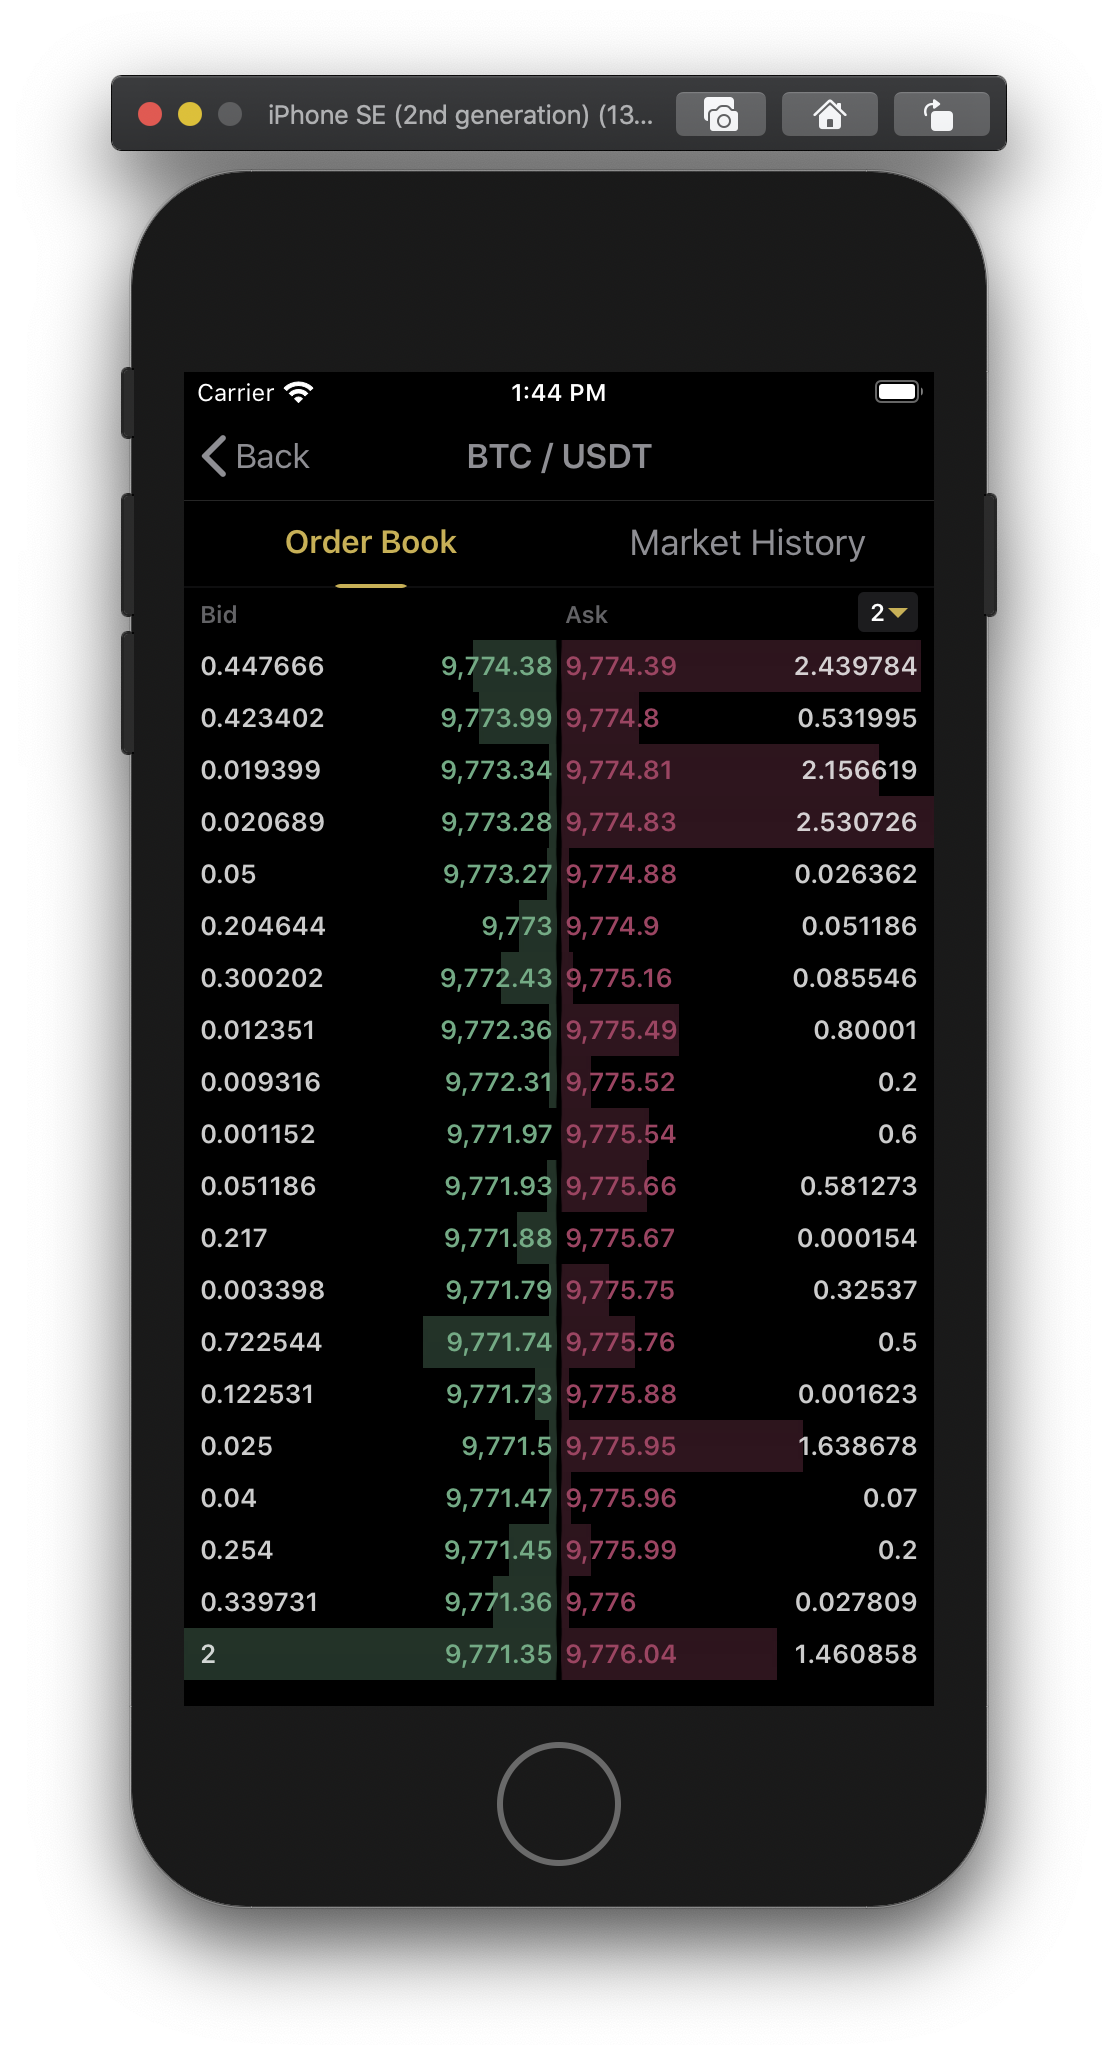 iPhone SE (2nd generation) (13...
Carrier 1:44 PM
Back BTC / USDT
Order Book Market History
Bid Ask 2
0.447666 9,774.38 9,774.39 2.439784
0.423402 9,773.99 9,774.8 0.531995
0.019399 9,773.34 9,774.81 2.156619
0.020689 9,773.28 9,774.83 2.530726
0.05 9,773.27 9,774.88 0.026362
0.204644 9,773 9,774.9 0.051186
0.300202 9,772.43 9,775.16 0.085546
0.012351 9,772.36 9,775.49 0.80001
0.009316 9,772.31 9,775.52 0.2
0.001152 9,771.97 9,775.54 0.6
0.051186 9,771.93 9,775.66 0.581273
0.217 9,771.88 9,775.67 0.000154
0.003398 9,771.79 9,775.75 0.32537
0.722544 9,771.74 9,775.76 0.5
0.122531 9,771.73 9,775.88 0.001623
0.025 9,771.5 9,775.95 1.638678
0.04 9,771.47 9,775.96 0.07
0.254 9,771.45 9,775.99 0.2
0.339731 9,771.36 9,776 0.027809
2 9,771.35 9,776.04 1.460858